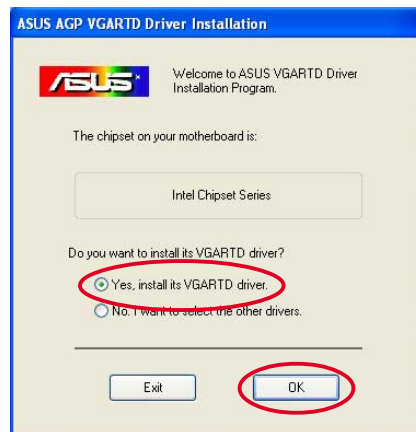 ASUS AGP VGARTD Driver Installation
ASUS
Welcome to ASUS VGARTD Driver
Installation Program.
The chipset on your motherboard is:
Intel Chipset Series
Do you want to install its VGARTD driver?
Yes, install its VGARTD driver.
No. I want to select the other drivers.
Exit
OK